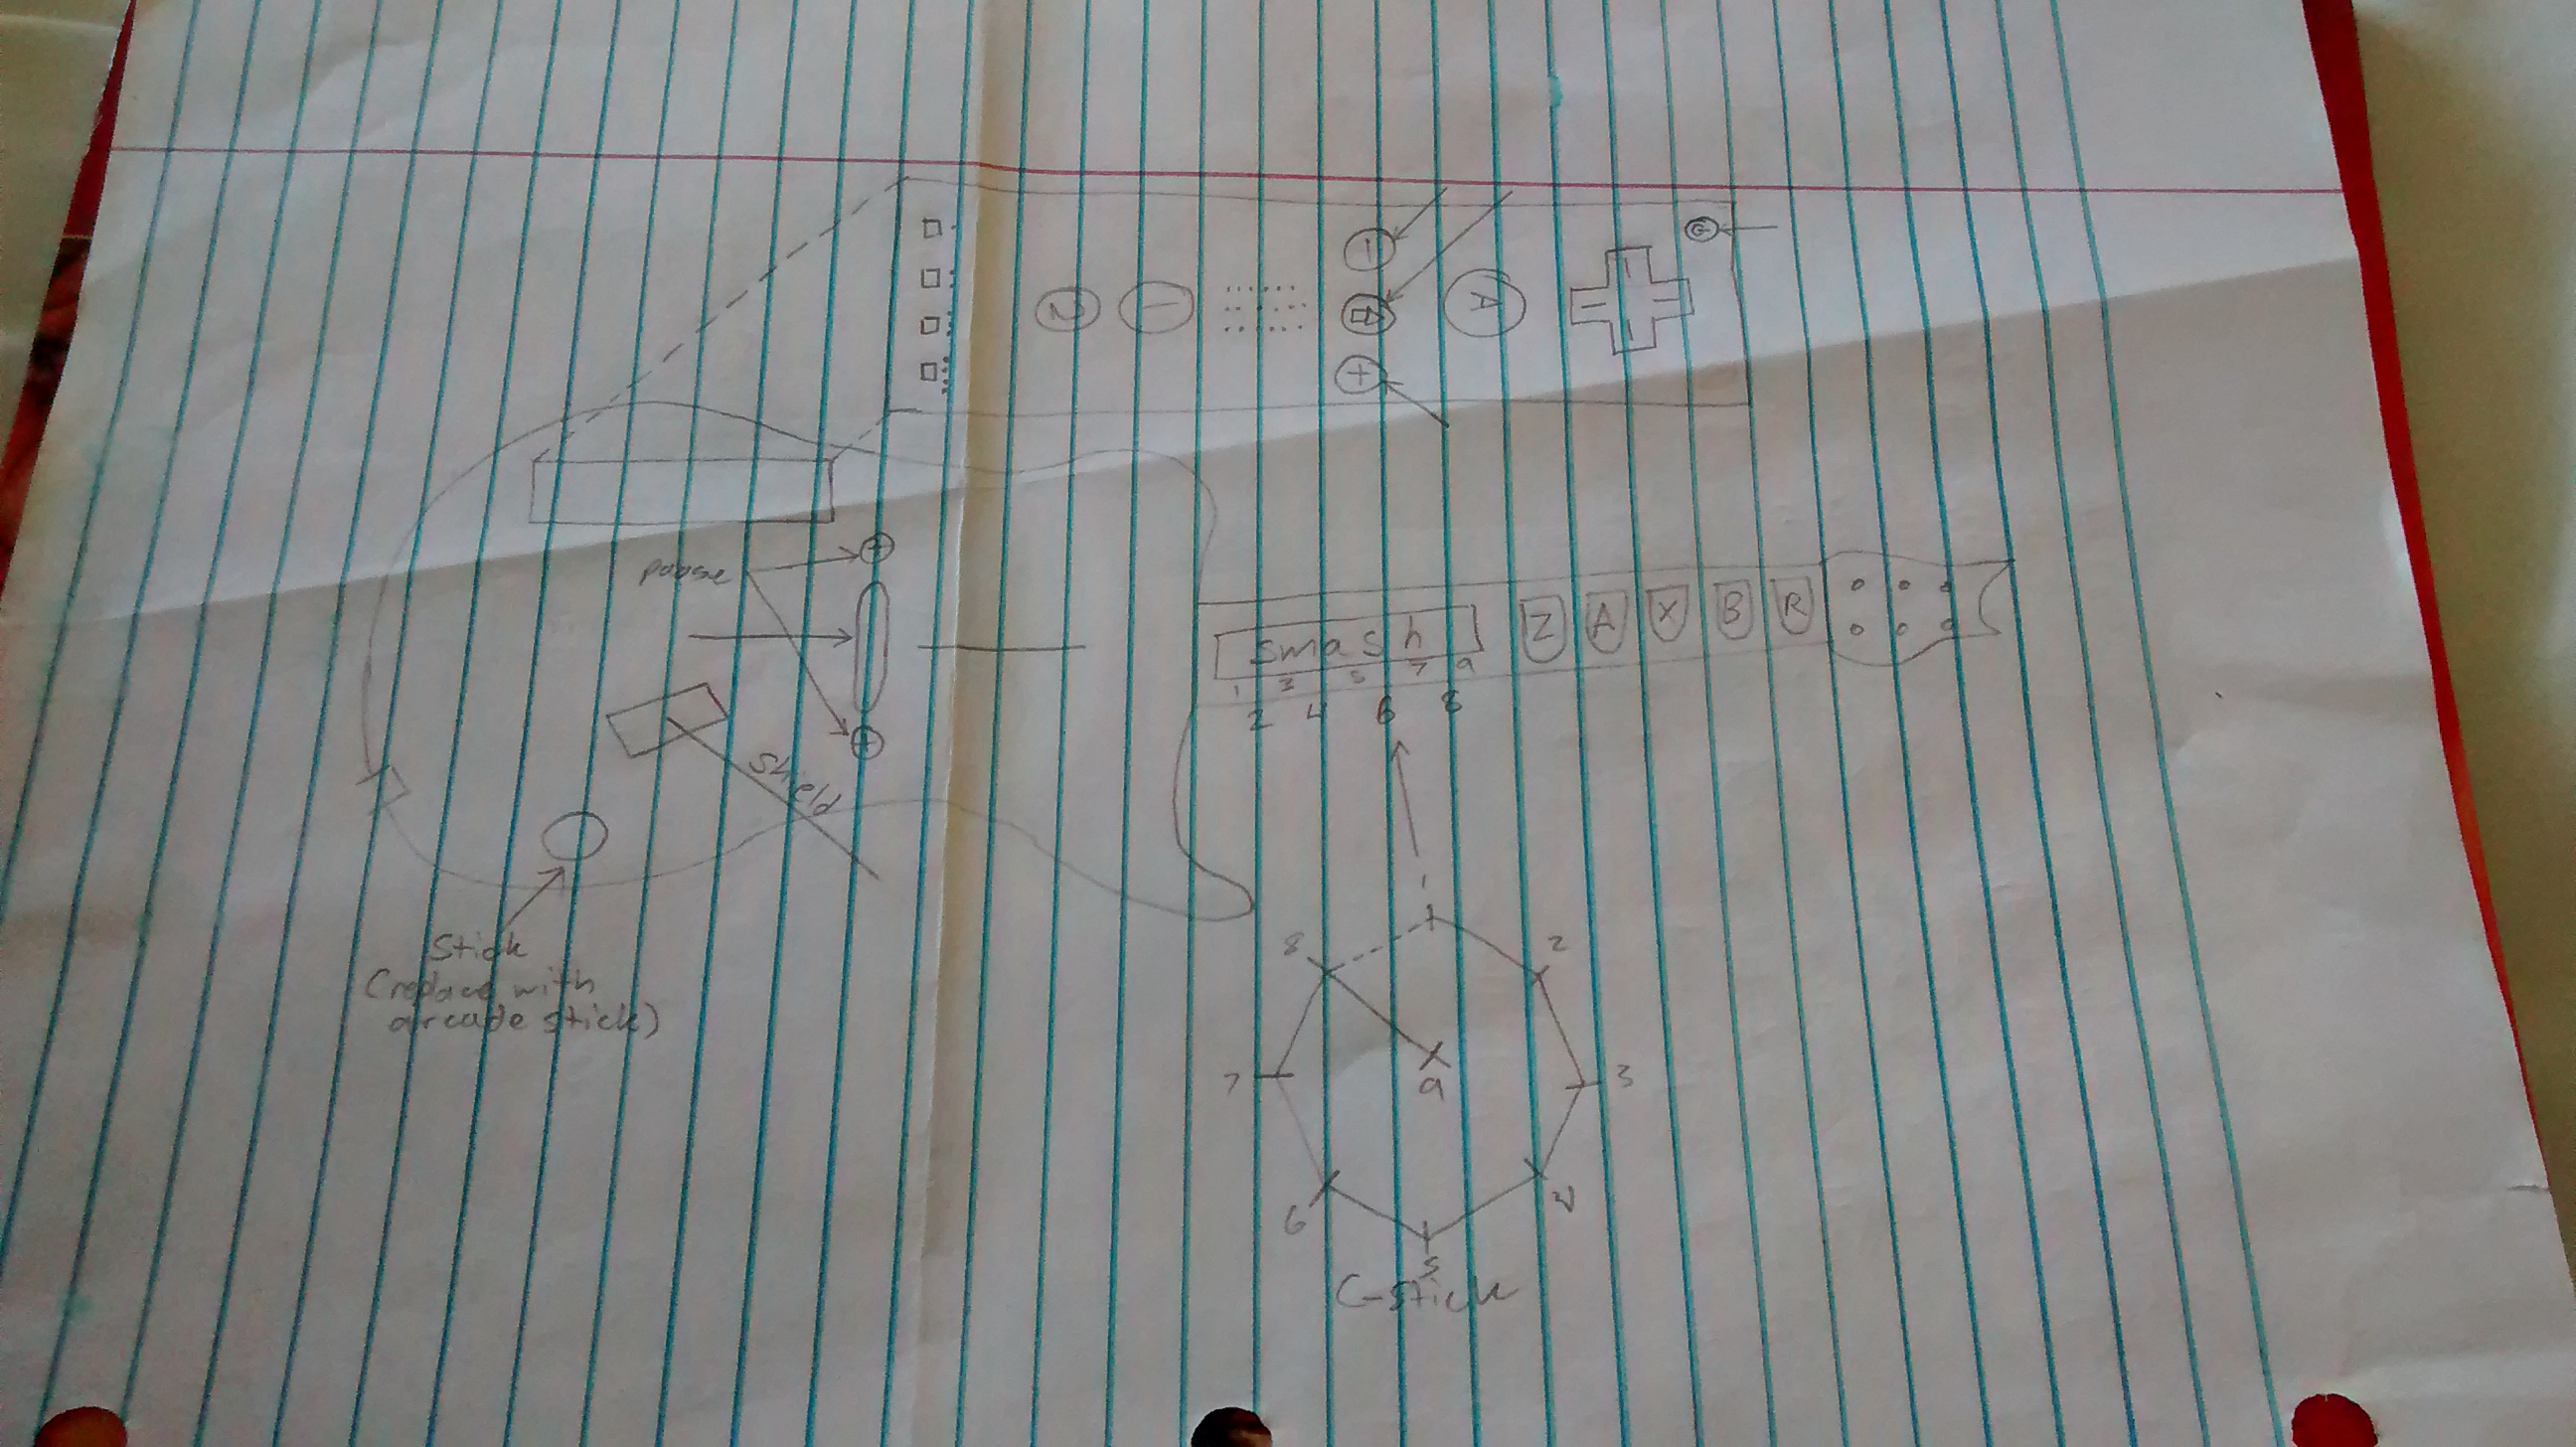 -
A
+
1
2
+
pause
+
shield
smash
1 3 5 7 9
2 4 6 8
Z A X B R
Stick
(replace with
arcade stick)
1
2
3
4
5
6
7
8
9
C-stick